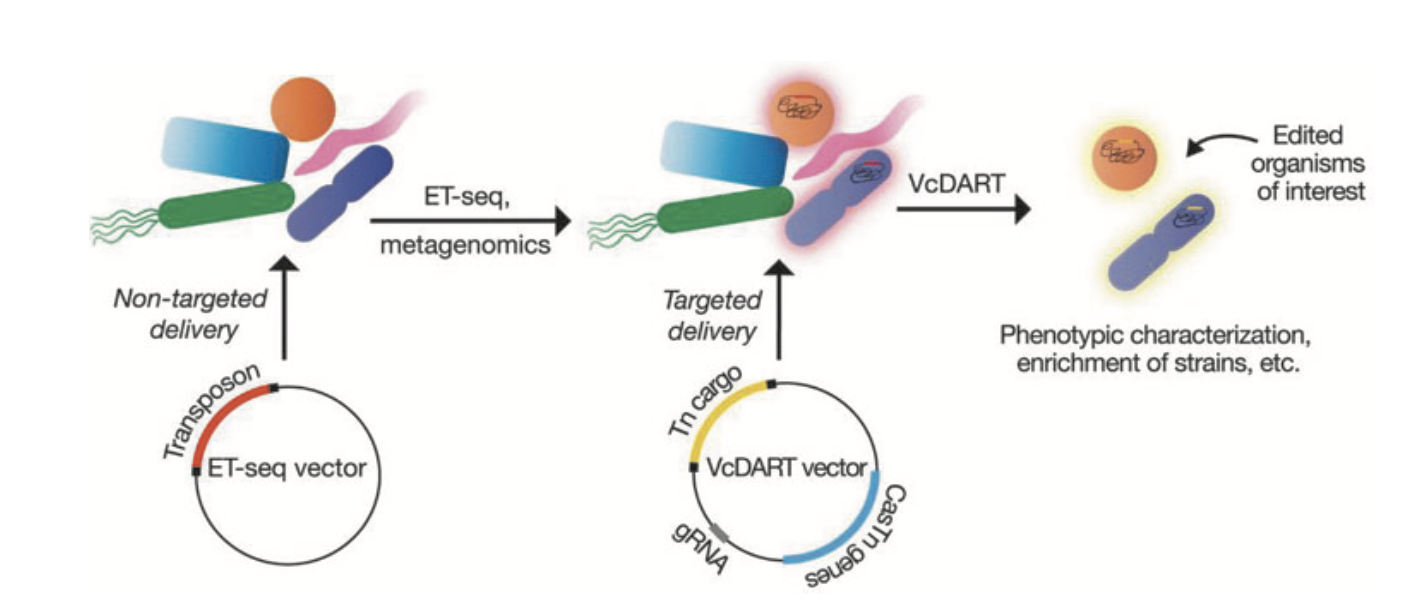 ET-seq,
metagenomics
VcDART
Edited
organisms
of interest
Non-targeted
delivery
Targeted
delivery
Phenotypic characterization,
enrichment of strains, etc.
Transposon
ET-seq vector
Tn cargo
VcDART vector
gRNA
CasTn genes